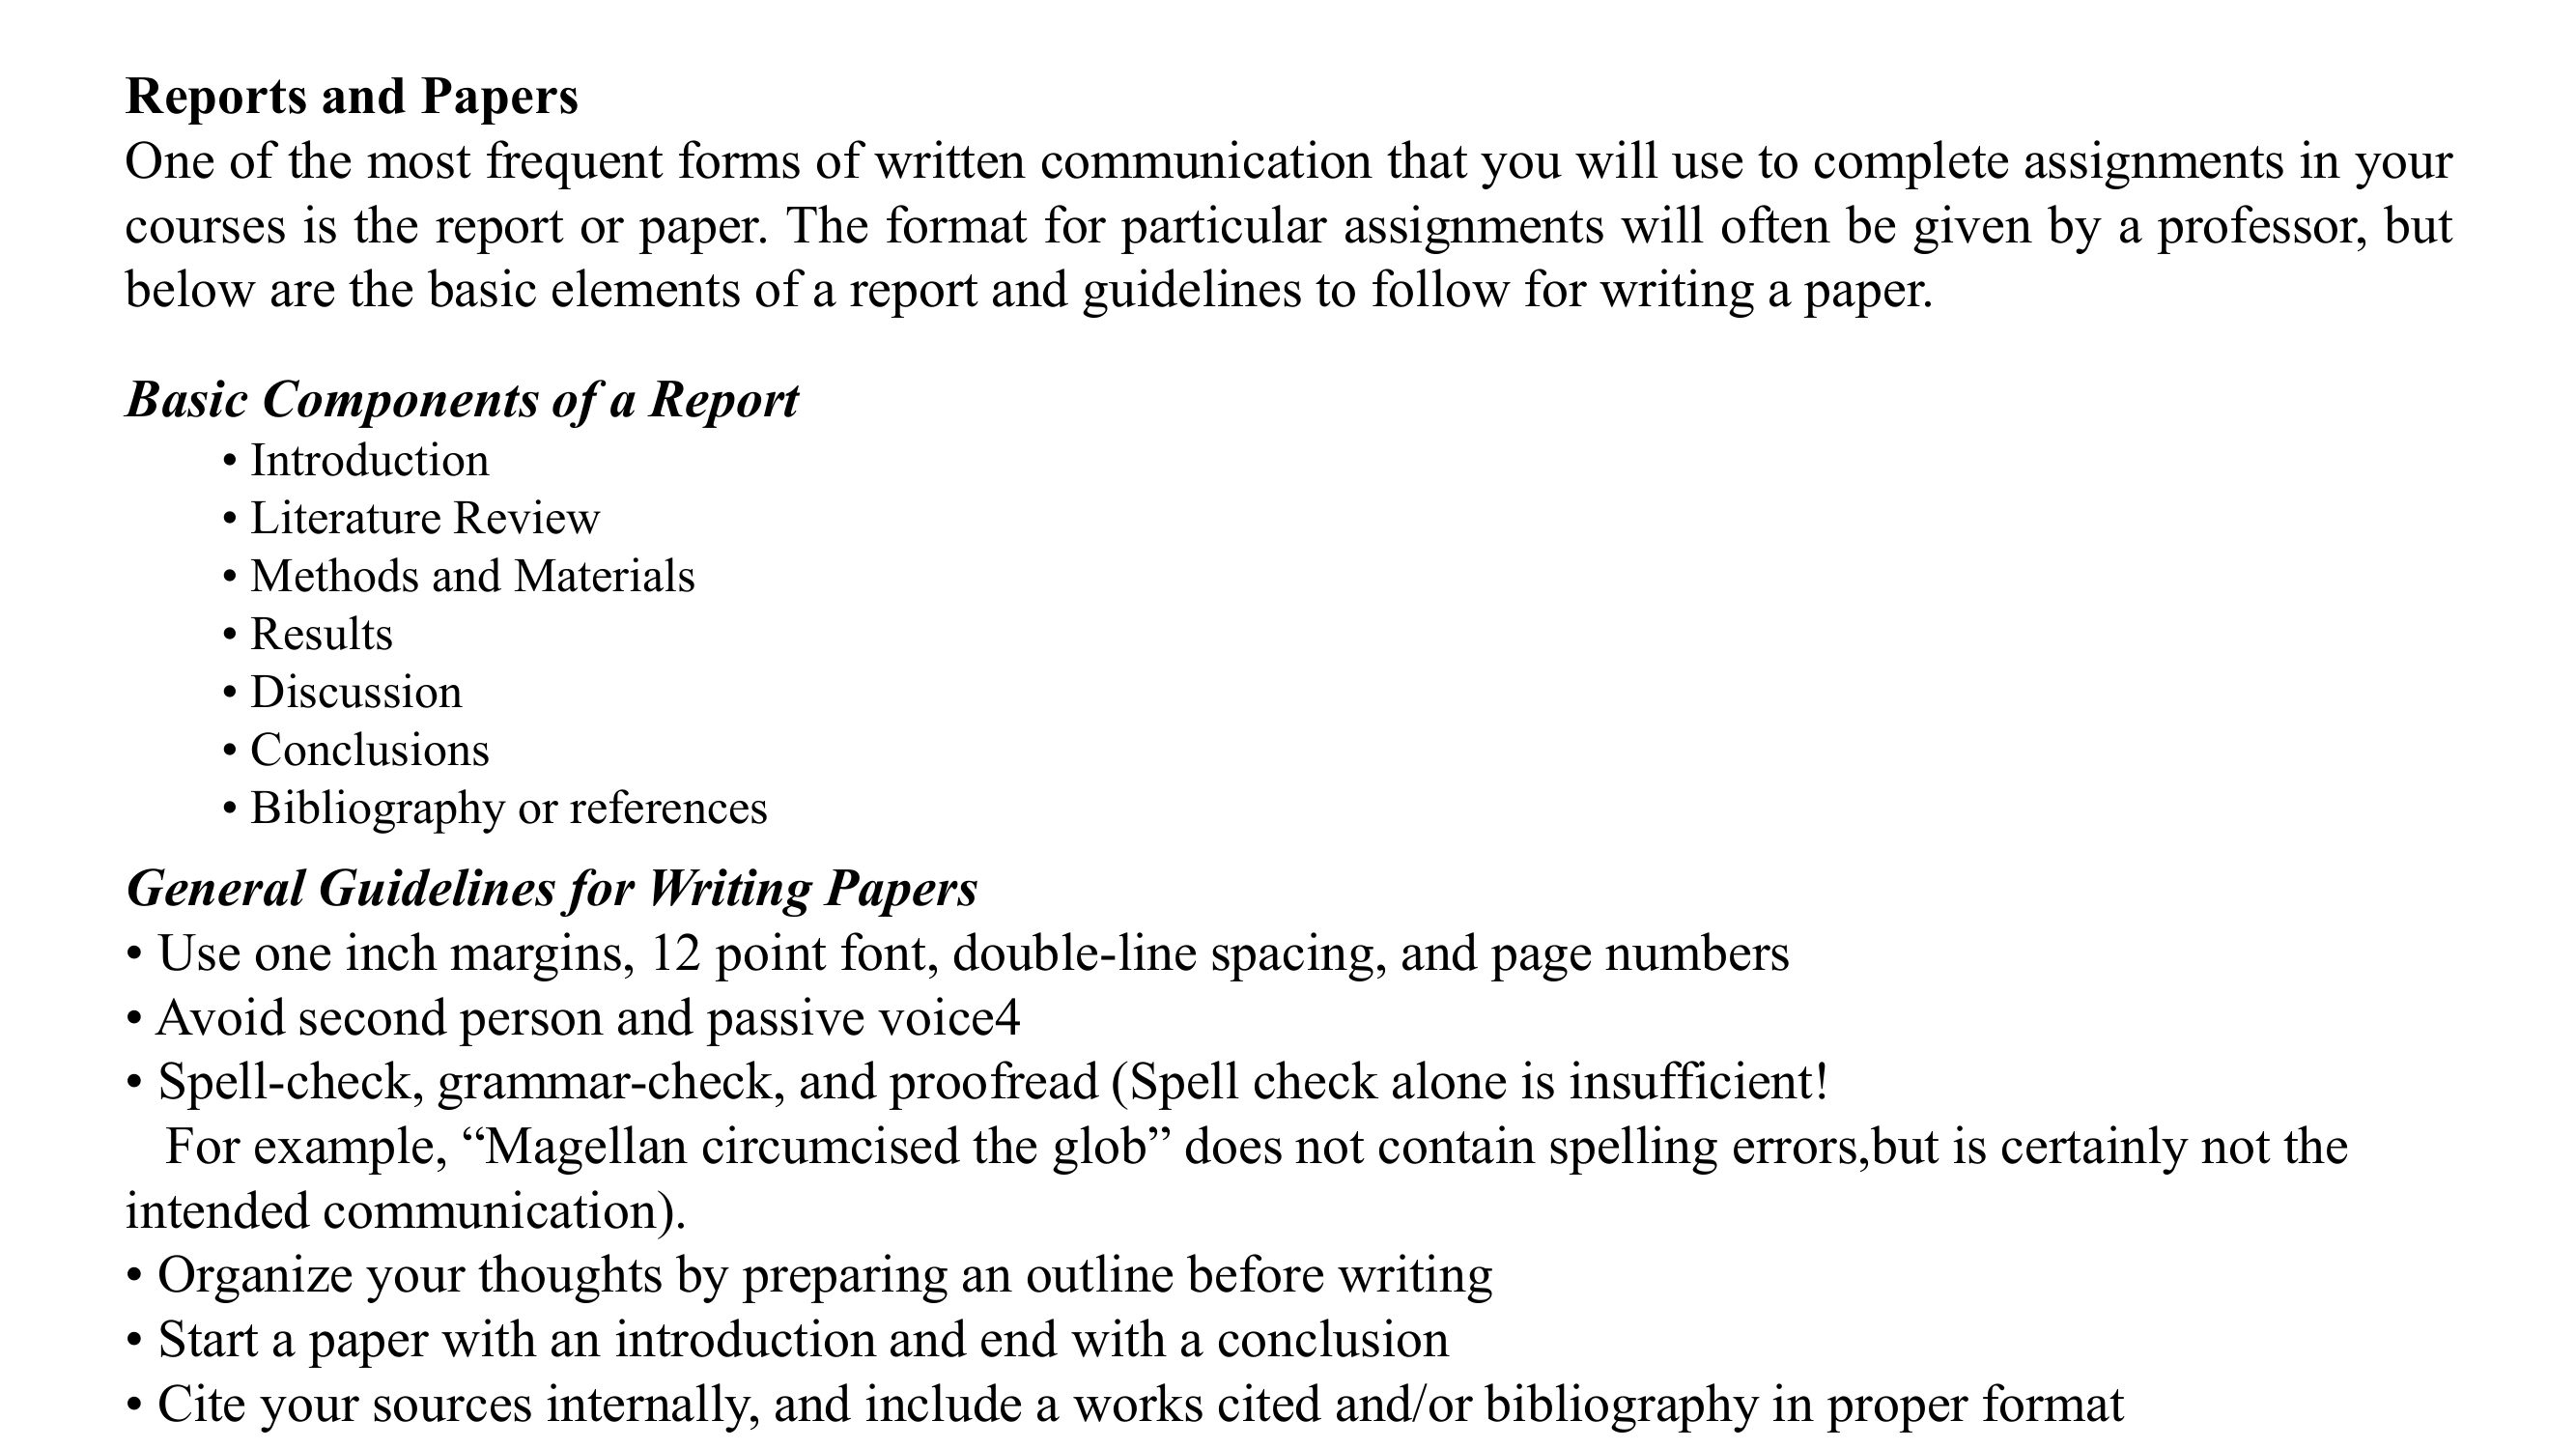 Reports and Papers
One of the most frequent forms of written communication that you will use to complete assignments in your
courses is the report or paper. The format for particular assignments will often be given by a professor, but
below are the basic elements of a report and guidelines to follow for writing a paper.
Basic Components of a Report
• Introduction
• Literature Review
• Methods and Materials
• Results
• Discussion
• Conclusions
• Bibliography or references
General Guidelines for Writing Papers
• Use one inch margins, 12 point font, double-line spacing, and page numbers
• Avoid second person and passive voice4
• Spell-check, grammar-check, and proofread (Spell check alone is insufficient!
For example, “Magellan circumcised the glob” does not contain spelling errors,but is certainly not the
intended communication).
• Organize your thoughts by preparing an outline before writing
• Start a paper with an introduction and end with a conclusion
• Cite your sources internally, and include a works cited and/or bibliography in proper format